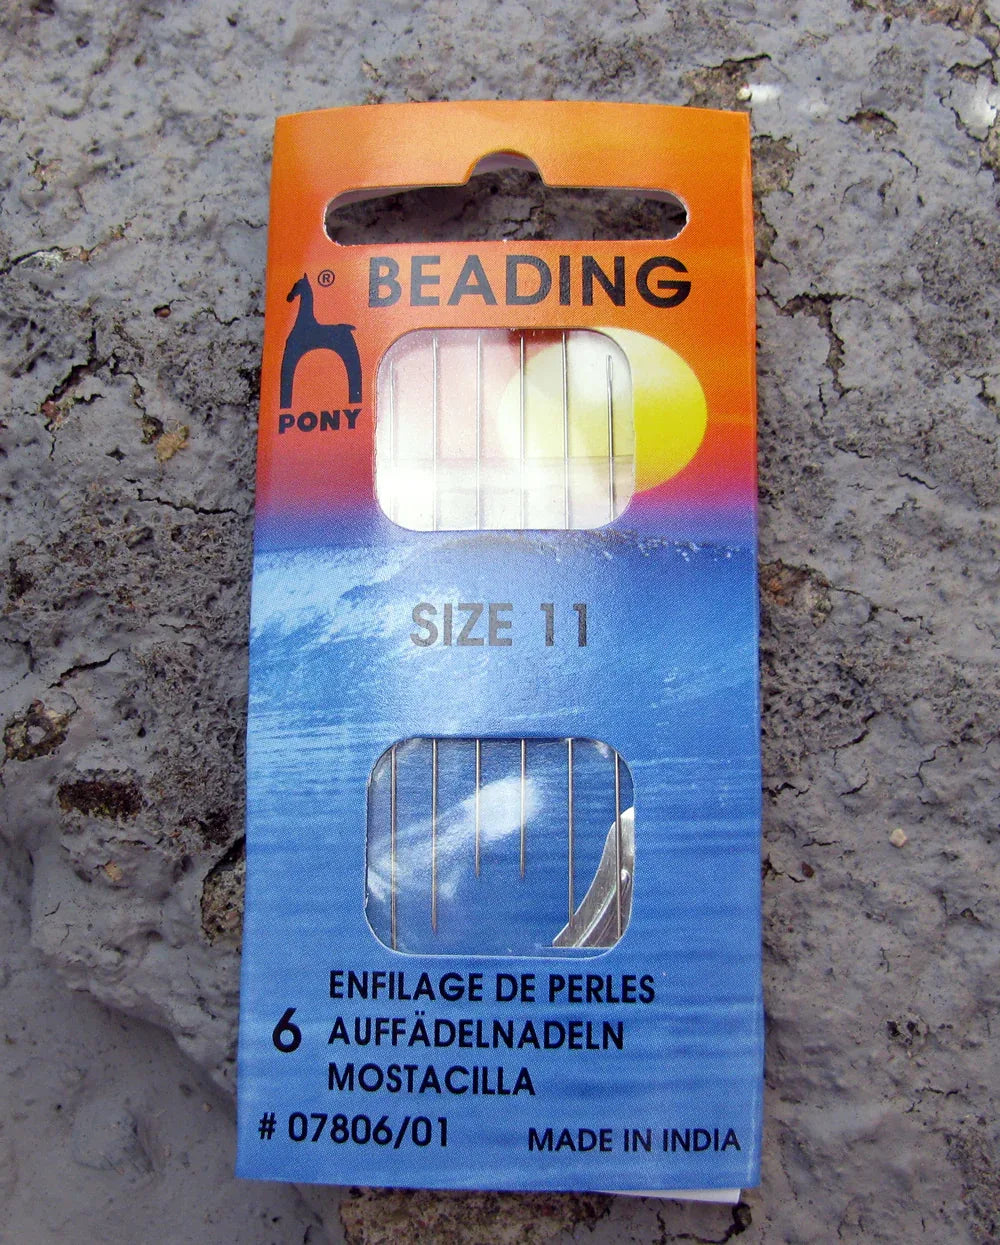 BEADING
®
PONY
SIZE 11
ENFILAGE DE PERLES
6 AUFFÄDELNADELN
MOSTACILLA
# 07806/01 MADE IN INDIA